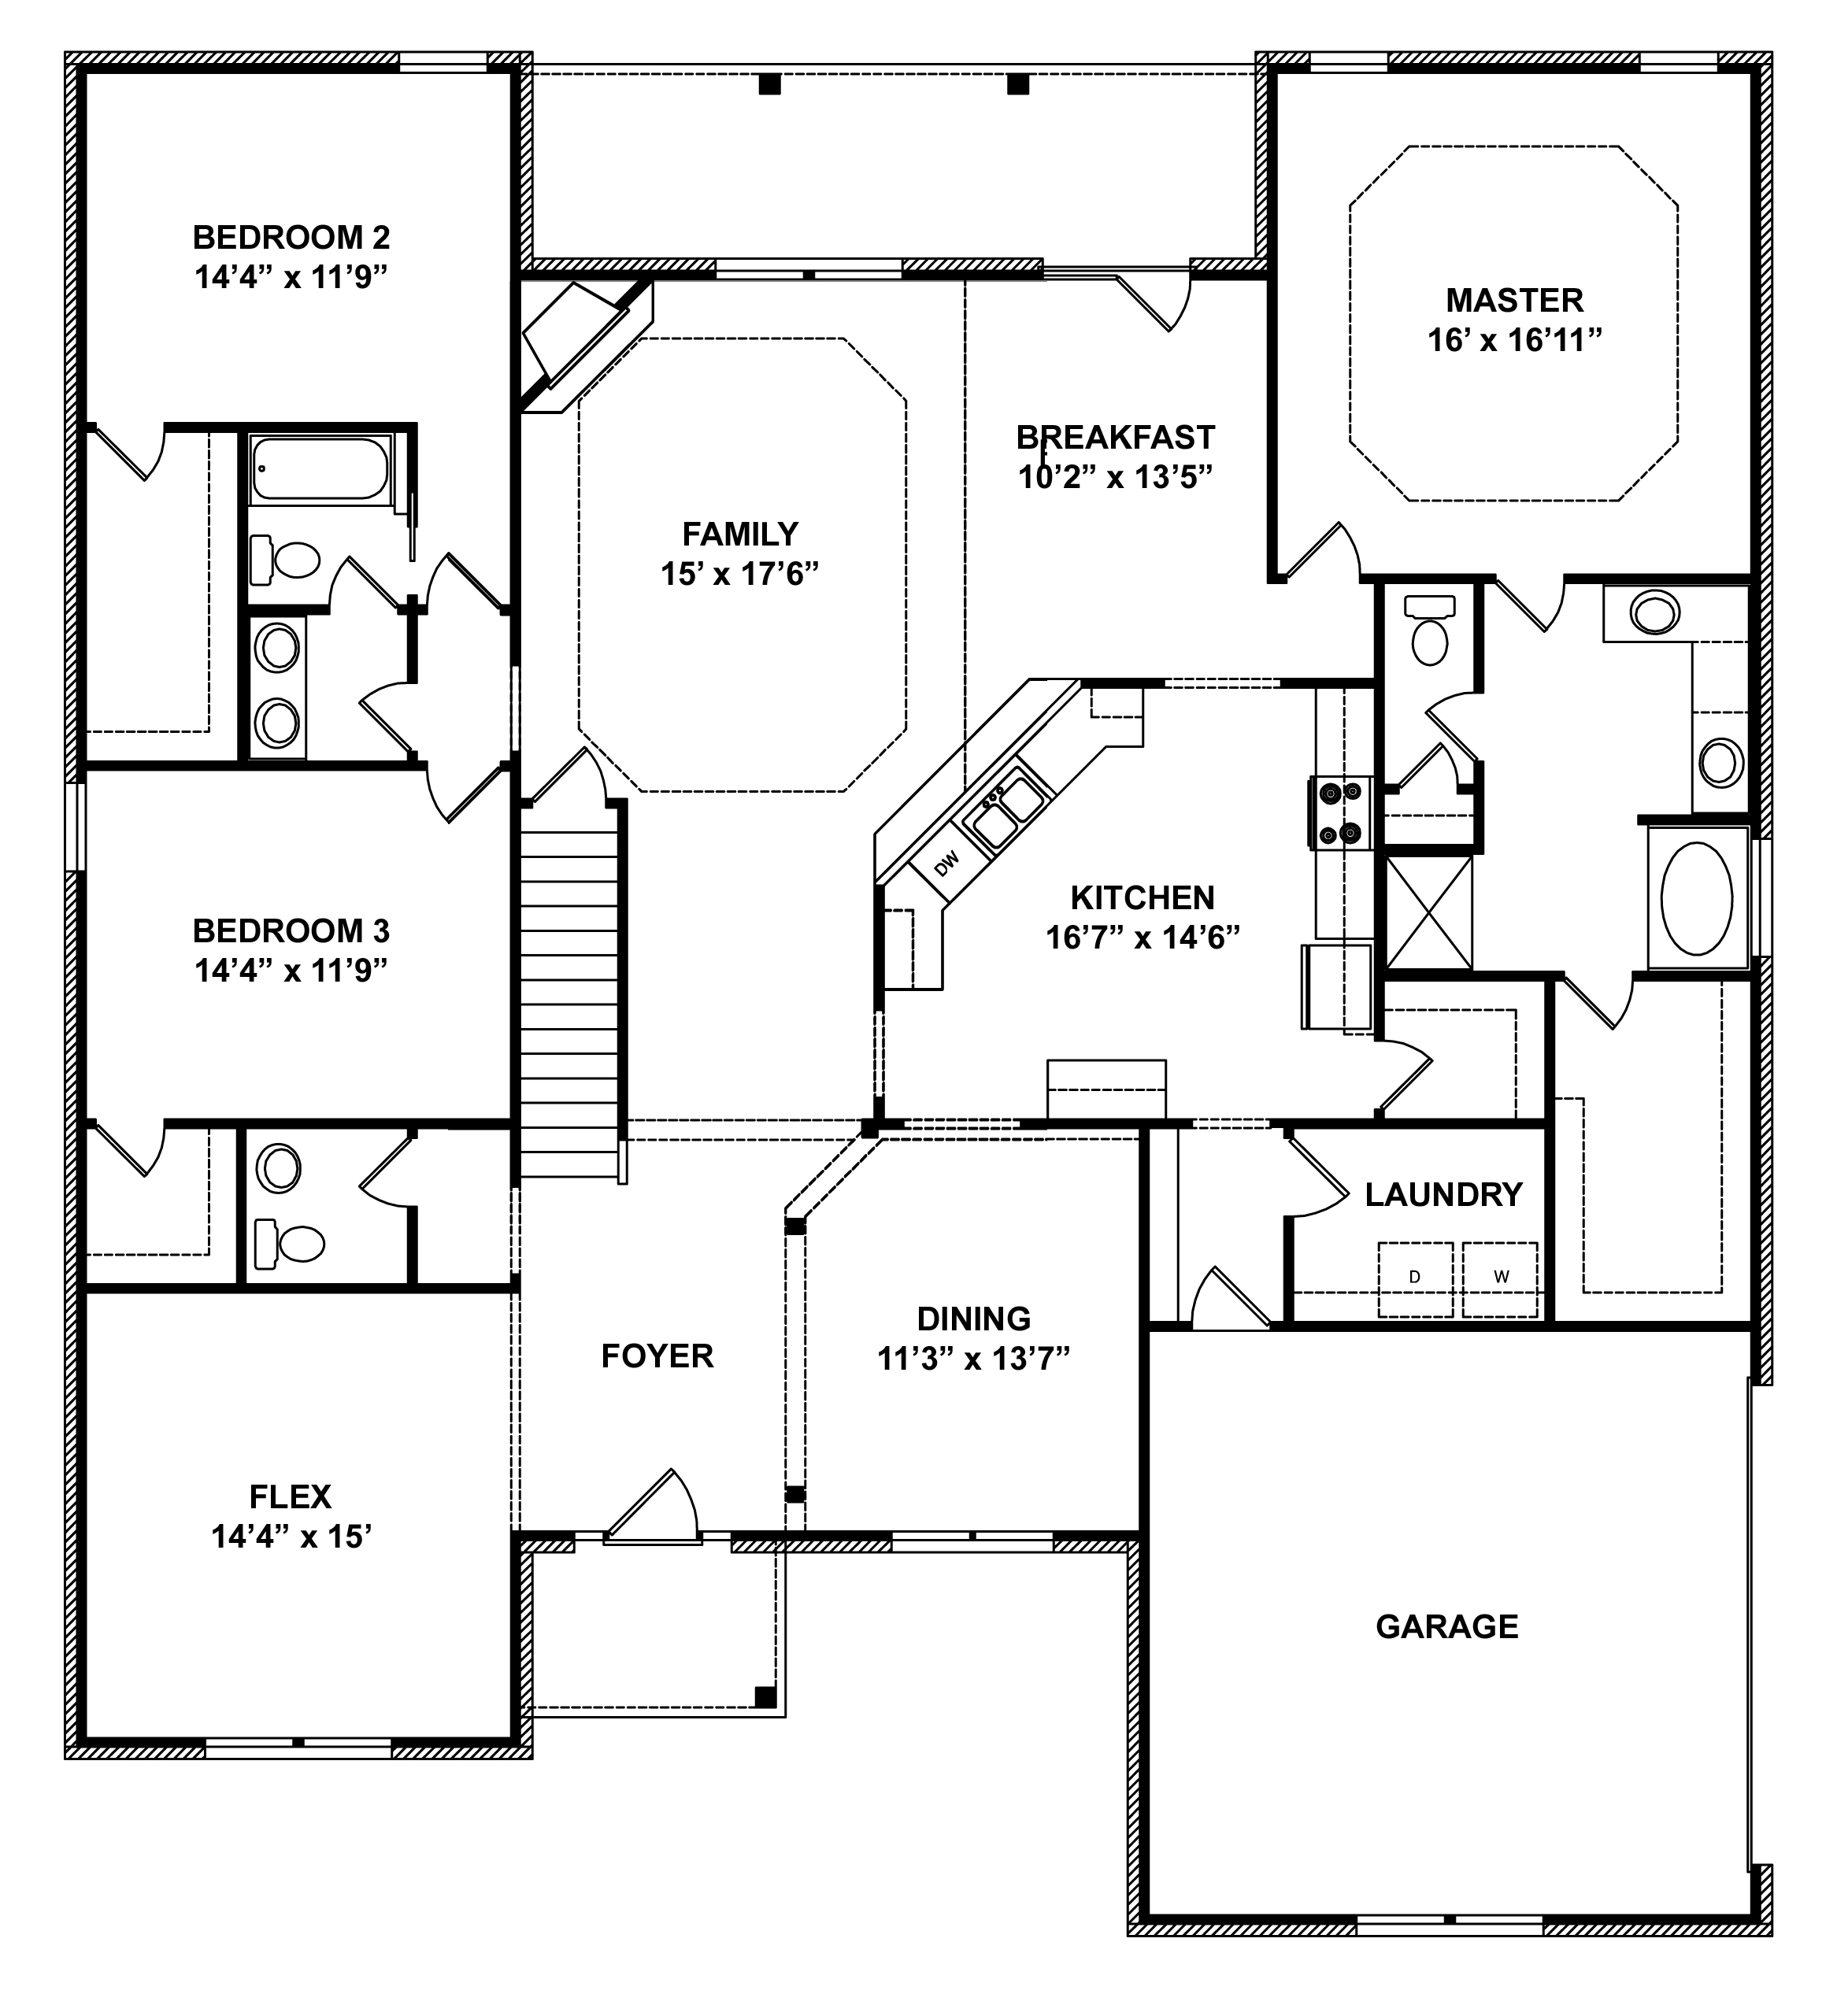 BEDROOM 2
14’4” x 11’9”
MASTER
16’ x 16’11”
BREAKFAST
10’2” x 13’5”
FAMILY
15’ x 17’6”
DW
KITCHEN
16’7” x 14’6”
BEDROOM 3
14’4” x 11’9”
LAUNDRY
D
W
DINING
11’3” x 13’7”
FOYER
FLEX
14’4” x 15’
GARAGE